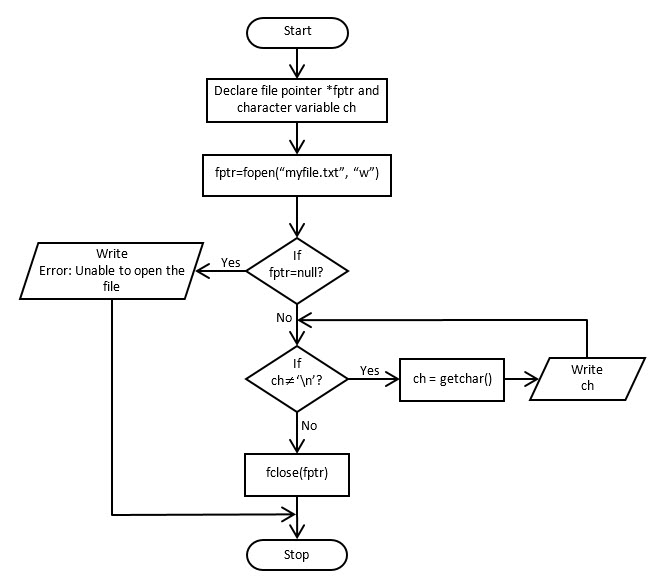 Start
Declare file pointer *fptr and
character variable ch
fptr=fopen(“myfile.txt”, “w”)
If
fptr=null?
Yes
Write
Error: Unable to open the
file
No
If
ch≠‘\n’?
Yes
ch = getchar()
Write
ch
No
fclose(fptr)
Stop